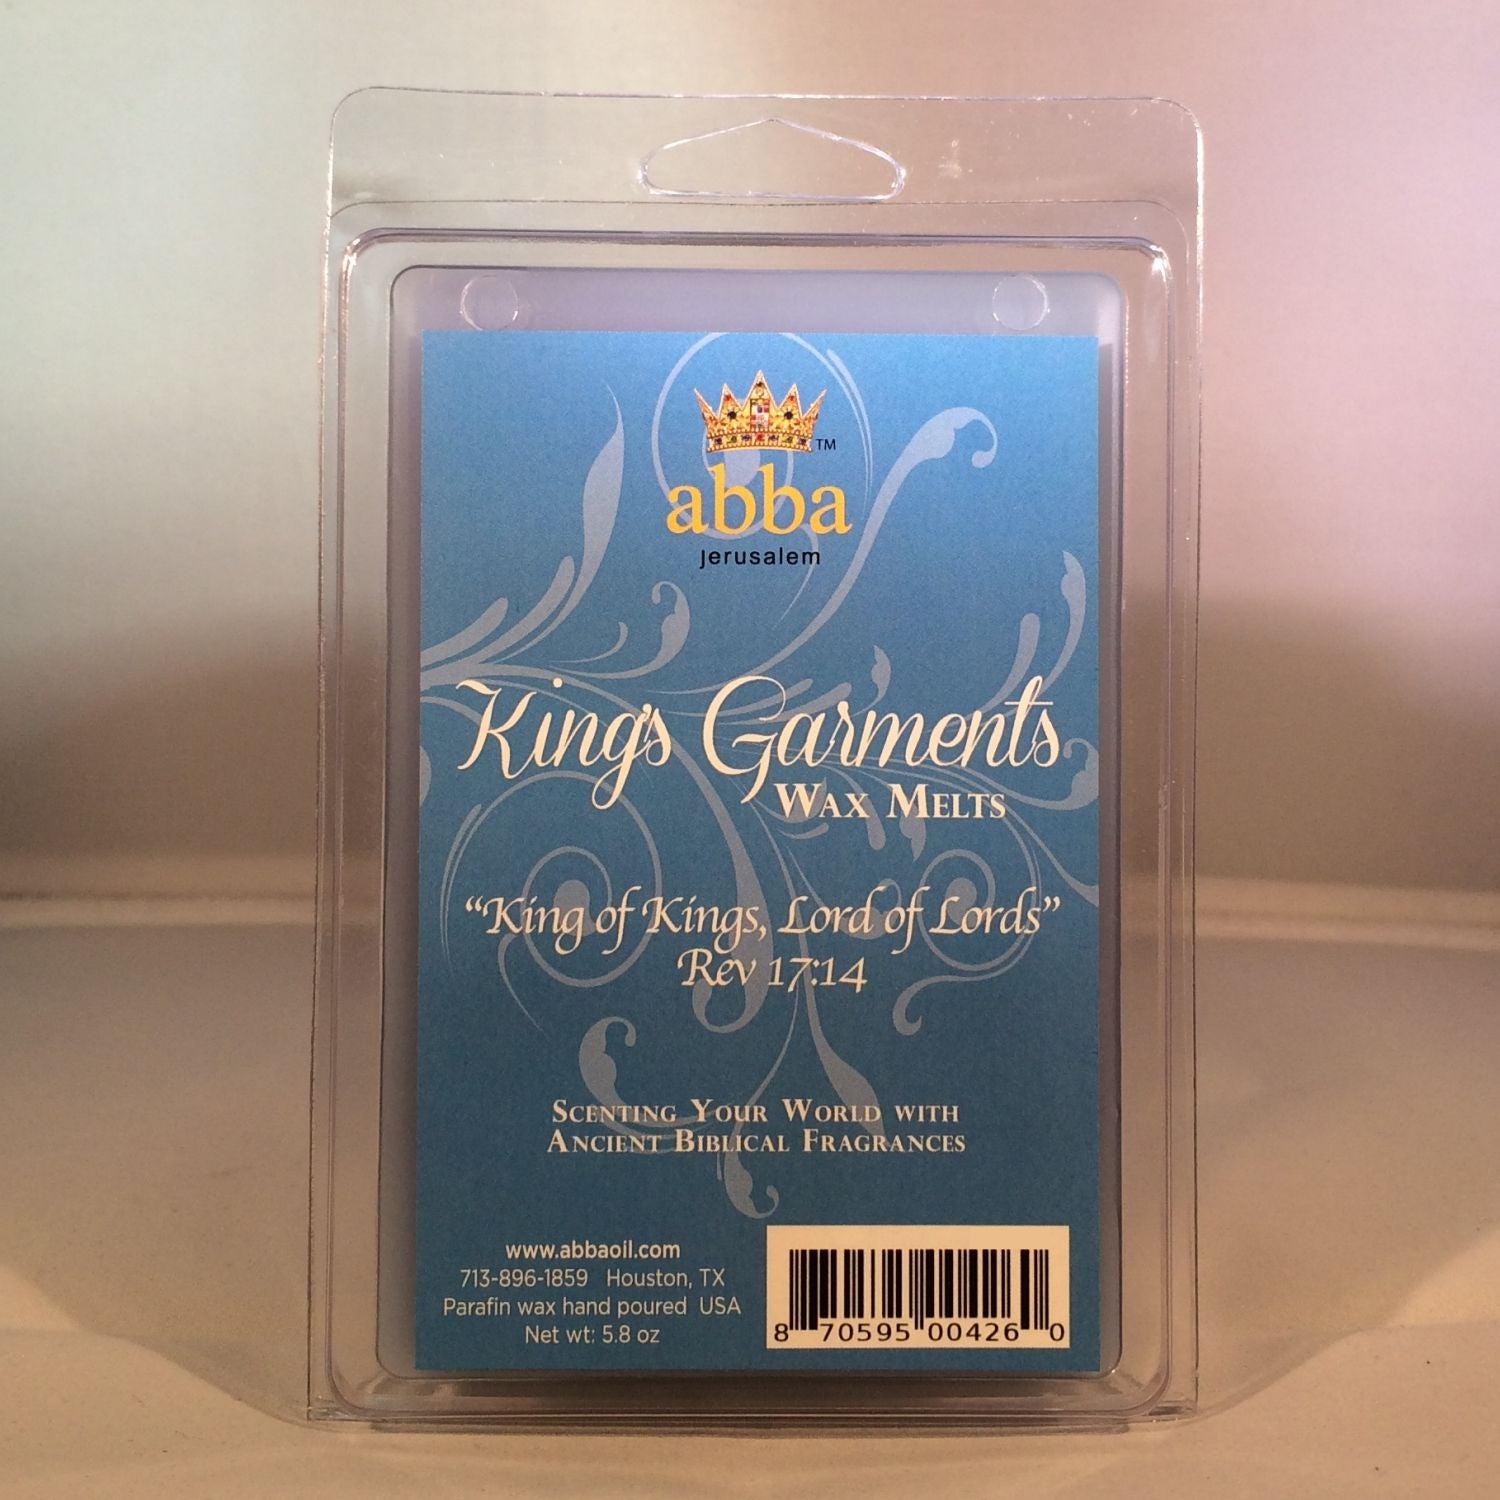 TM
abba
Jerusalem
King's Garments
WAX MELTS
“King of Kings, Lord of Lords”
Rev 17:14
SCENTING YOUR WORLD WITH
ANCIENT BIBLICAL FRAGRANCES
www.abbaoil.com
713-896-1859 Houston, TX
Parafin wax hand poured USA
Net wt: 5.8 oz
8 70595 00426 0